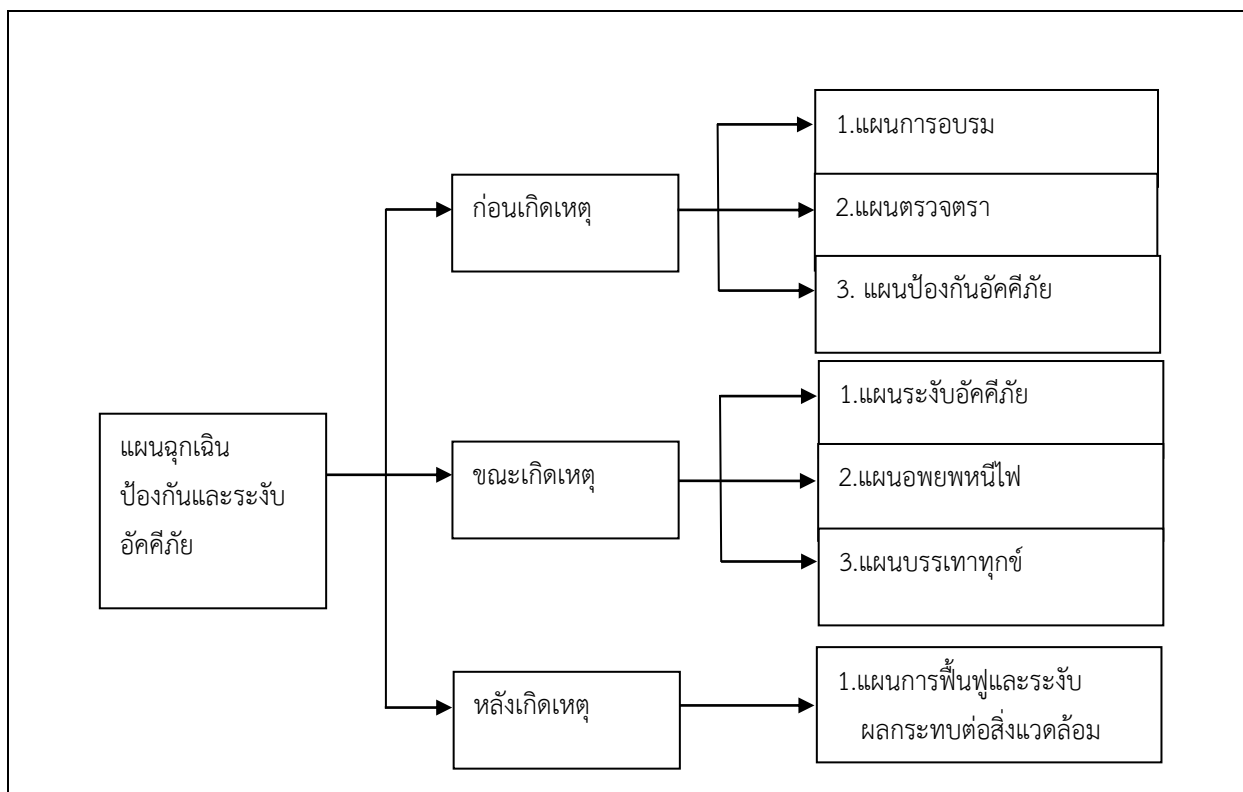 แผนฉุกเฉิน
ป้องกันและระงับ
อัคคีภัย
ก่อนเกิดเหตุ
1.แผนการอบรม
2.แผนตรวจตรา
3. แผนป้องกันอัคคีภัย
ขณะเกิดเหตุ
1.แผนระงับอัคคีภัย
2.แผนอพยพหนีไฟ
3.แผนบรรเทาทุกข์
หลังเกิดเหตุ
1.แผนการฟื้นฟูและระงับ
ผลกระทบต่อสิ่งแวดล้อม